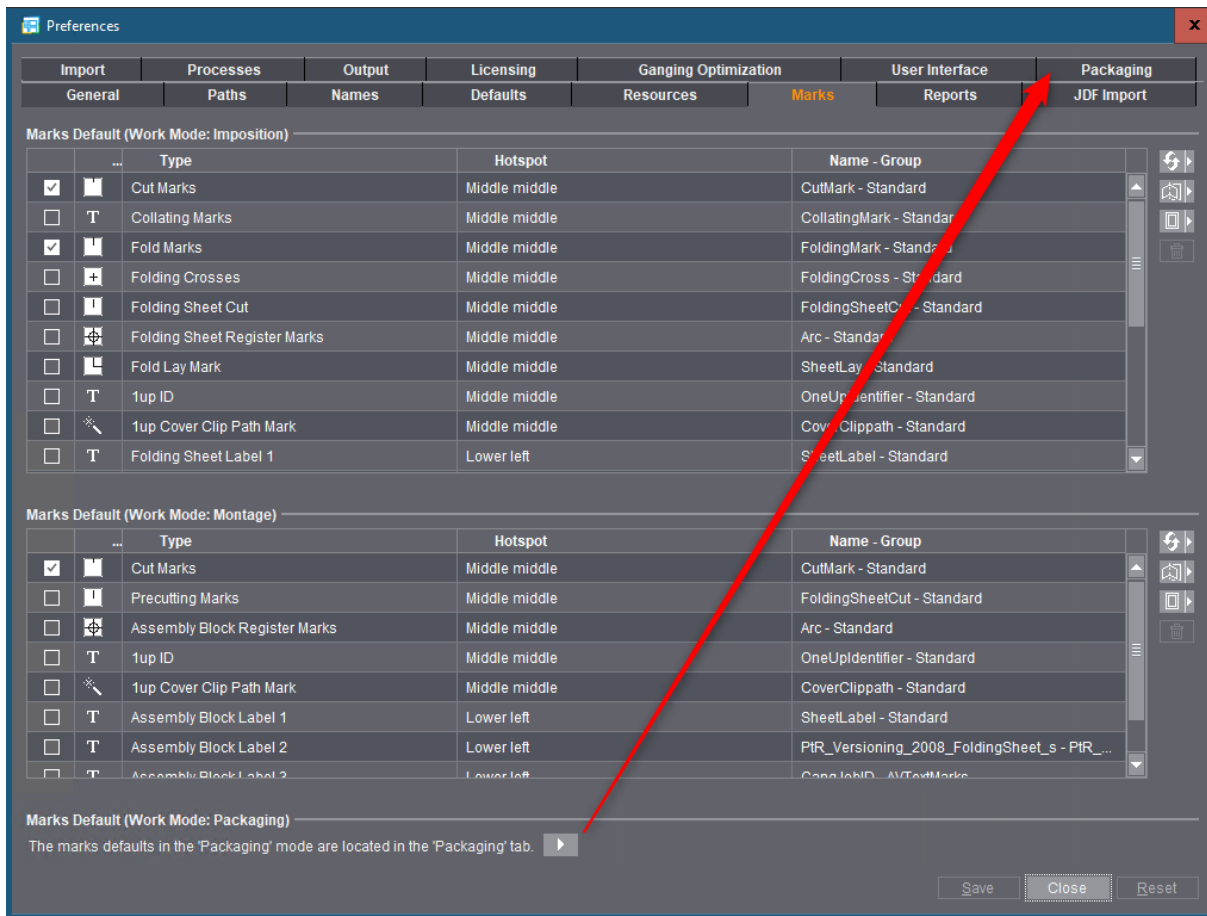 Preferences
x
Import Processes Output Licensing Ganging Optimization User Interface Packaging
General Paths Names Defaults Resources Marks Reports JDF Import
Marks Default (Work Mode: Imposition)
... Type Hotspot Name - Group
Cut Marks Middle middle CutMark - Standard
T Collating Marks Middle middle CollatingMark - Standard
Fold Marks Middle middle FoldingMark - Standard
Folding Crosses Middle middle FoldingCross - Standard
Folding Sheet Cut Middle middle FoldingSheetCut - Standard
Folding Sheet Register Marks Middle middle Arc - Standard
Fold Lay Mark Middle middle SheetLay - Standard
T 1up ID Middle middle OneUpIdentifier - Standard
1up Cover Clip Path Mark Middle middle CoverClippath - Standard
T Folding Sheet Label 1 Lower left SheetLabel - Standard
Marks Default (Work Mode: Montage)
... Type Hotspot Name - Group
Cut Marks Middle middle CutMark - Standard
Precutting Marks Middle middle FoldingSheetCut - Standard
Assembly Block Register Marks Middle middle Arc - Standard
T 1up ID Middle middle OneUpIdentifier - Standard
1up Cover Clip Path Mark Middle middle CoverClippath - Standard
T Assembly Block Label 1 Lower left SheetLabel - Standard
T Assembly Block Label 2 Lower left PtR_Versioning_2008_FoldingSheet_s - PtR_...
T Assembly Block Label 3 Lower left GangJobID - AVTextMarks
Marks Default (Work Mode: Packaging)
The marks defaults in the 'Packaging' mode are located in the 'Packaging' tab.
Save Close Reset